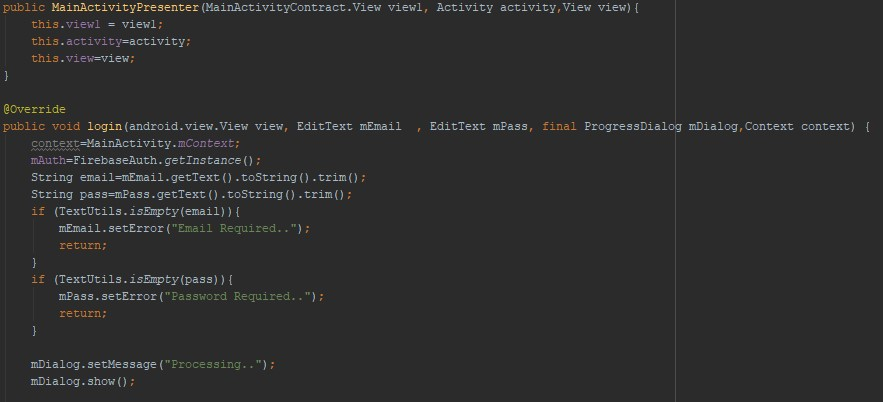 public MainActivityPresenter(MainActivityContract.View view1, Activity activity,View view){
    this.view1 = view1;
    this.activity=activity;
    this.view=view;
}
@Override
public void login(android.view.View view, EditText mEmail  , EditText mPass, final ProgressDialog mDialog,Context context) {
    context=MainActivity.mContext;
    mAuth=FirebaseAuth.getInstance();
    String email=mEmail.getText().toString().trim();
    String pass=mPass.getText().toString().trim();
    if (TextUtils.isEmpty(email)){
        mEmail.setError("Email Required..");
        return;
    }
    if (TextUtils.isEmpty(pass)){
        mPass.setError("Password Required..");
        return;
    }
    mDialog.setMessage("Processing..");
    mDialog.show();